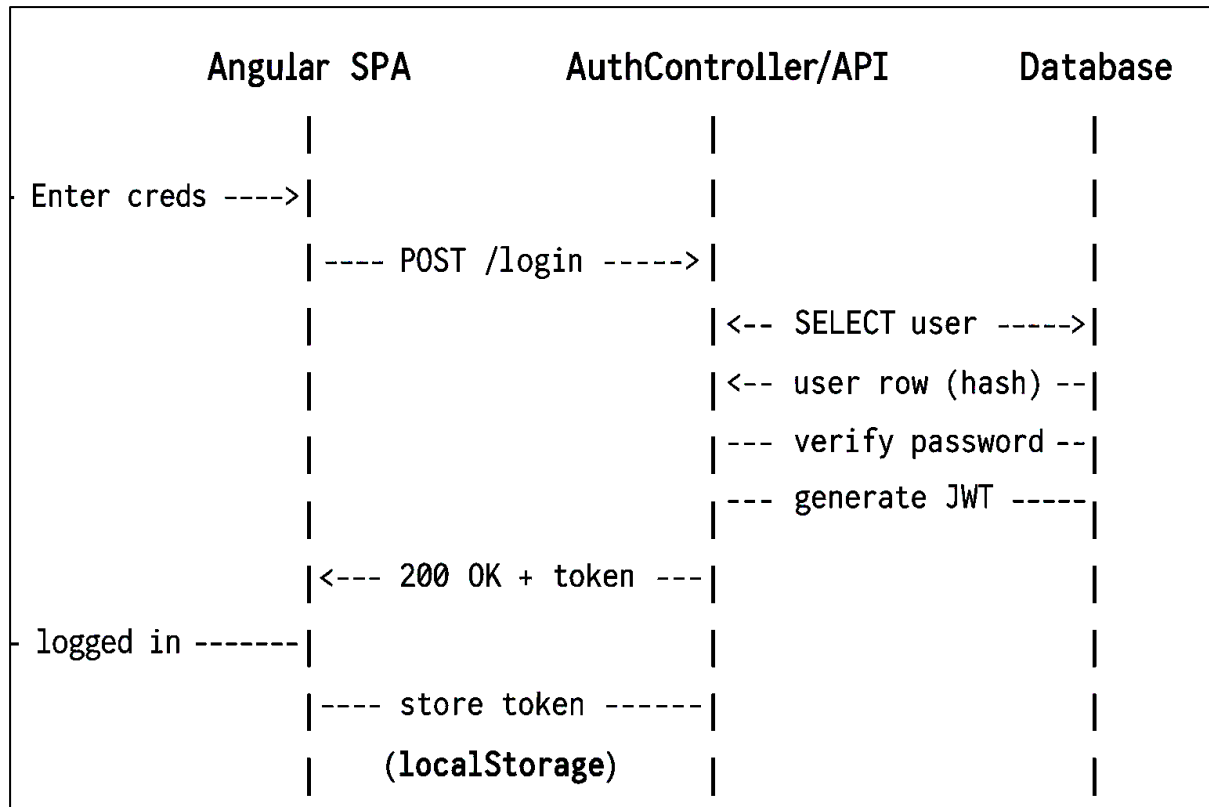 Angular SPA AuthController/API Database
Enter creds ---->|
|---- POST /login ----->|
|<-- SELECT user ----->|
|<-- user row (hash) --|
|--- verify password --|
|--- generate JWT -----
|<--- 200 OK + token ---|
- logged in -------|
|---- store token ------|
(localStorage)